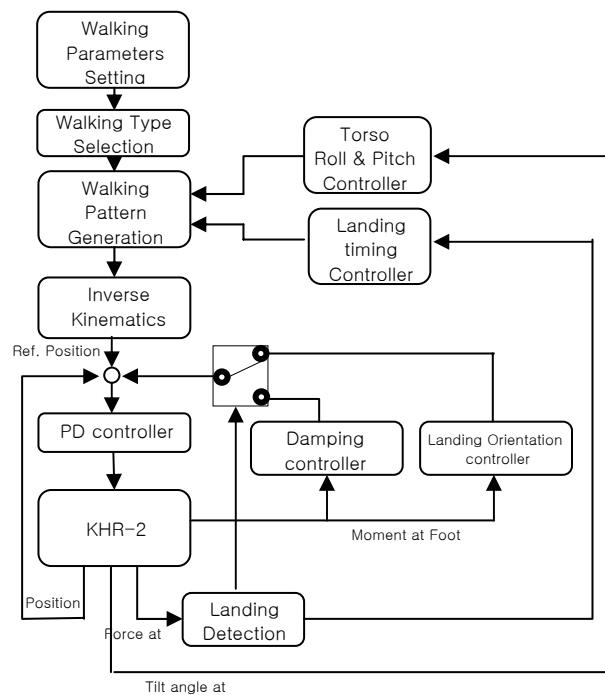 Walking
Parameters
Setting
Walking Type
Selection
Torso
Roll & Pitch
Controller
Walking
Pattern
Generation
Landing
timing
Controller
Inverse
Kinematics
Ref. Position
PD controller
Damping
controller
Landing Orientation
controller
KHR-2
Moment at Foot
Position
Force at
Landing
Detection
Tilt angle at